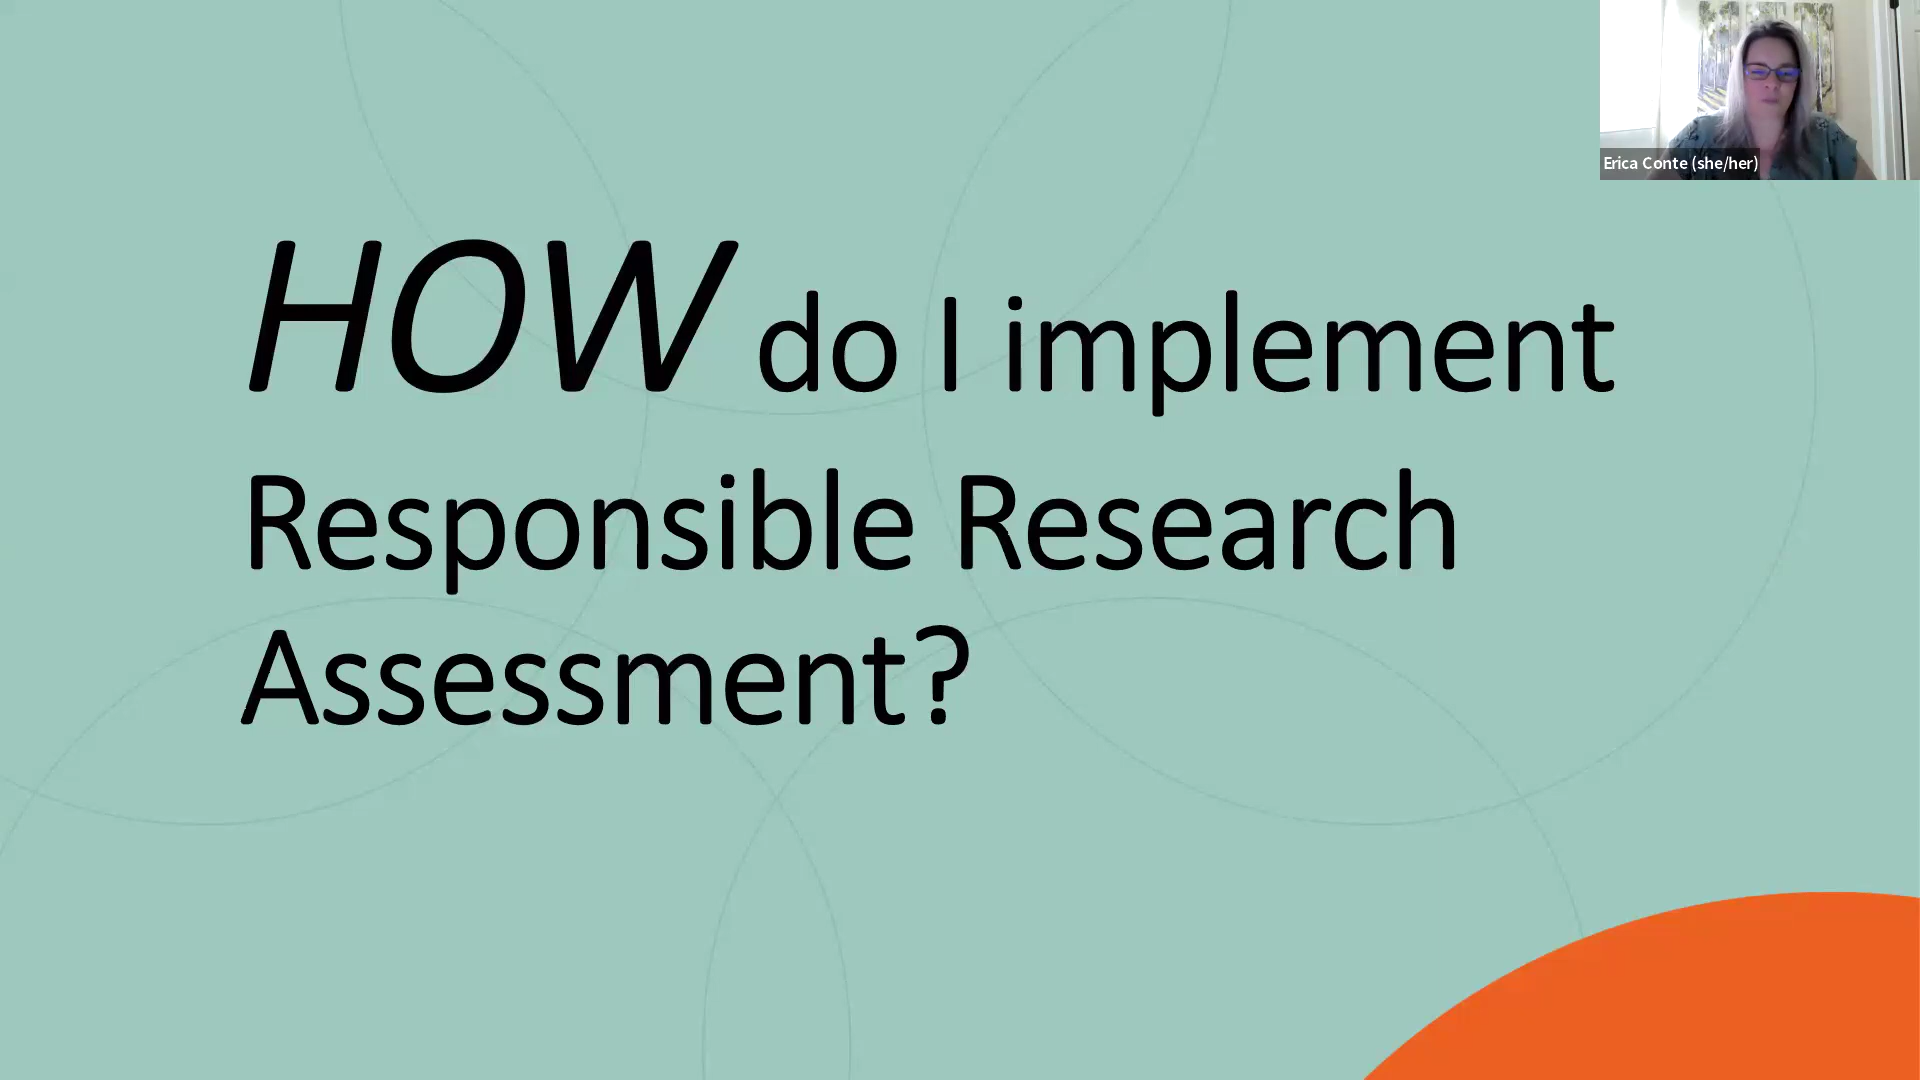 HOW do I implement
Responsible Research
Assessment?
Erica Conte (she/her)